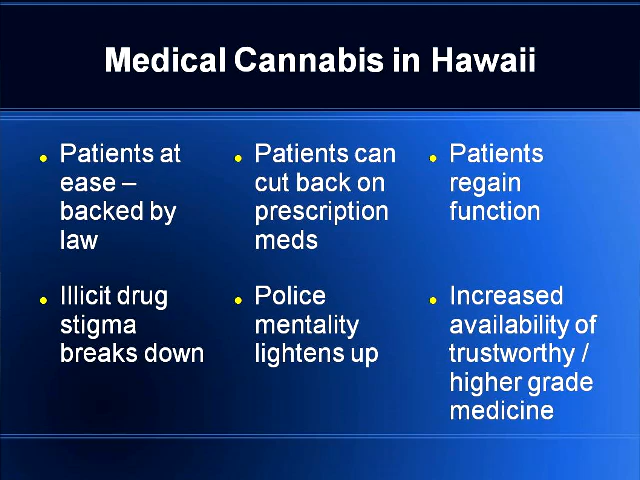 Medical Cannabis in Hawaii
Patients at
ease –
backed by
law
Patients can
cut back on
prescription
meds
Patients
regain
function
Illicit drug
stigma
breaks down
Police
mentality
lightens up
Increased
availability of
trustworthy /
higher grade
medicine